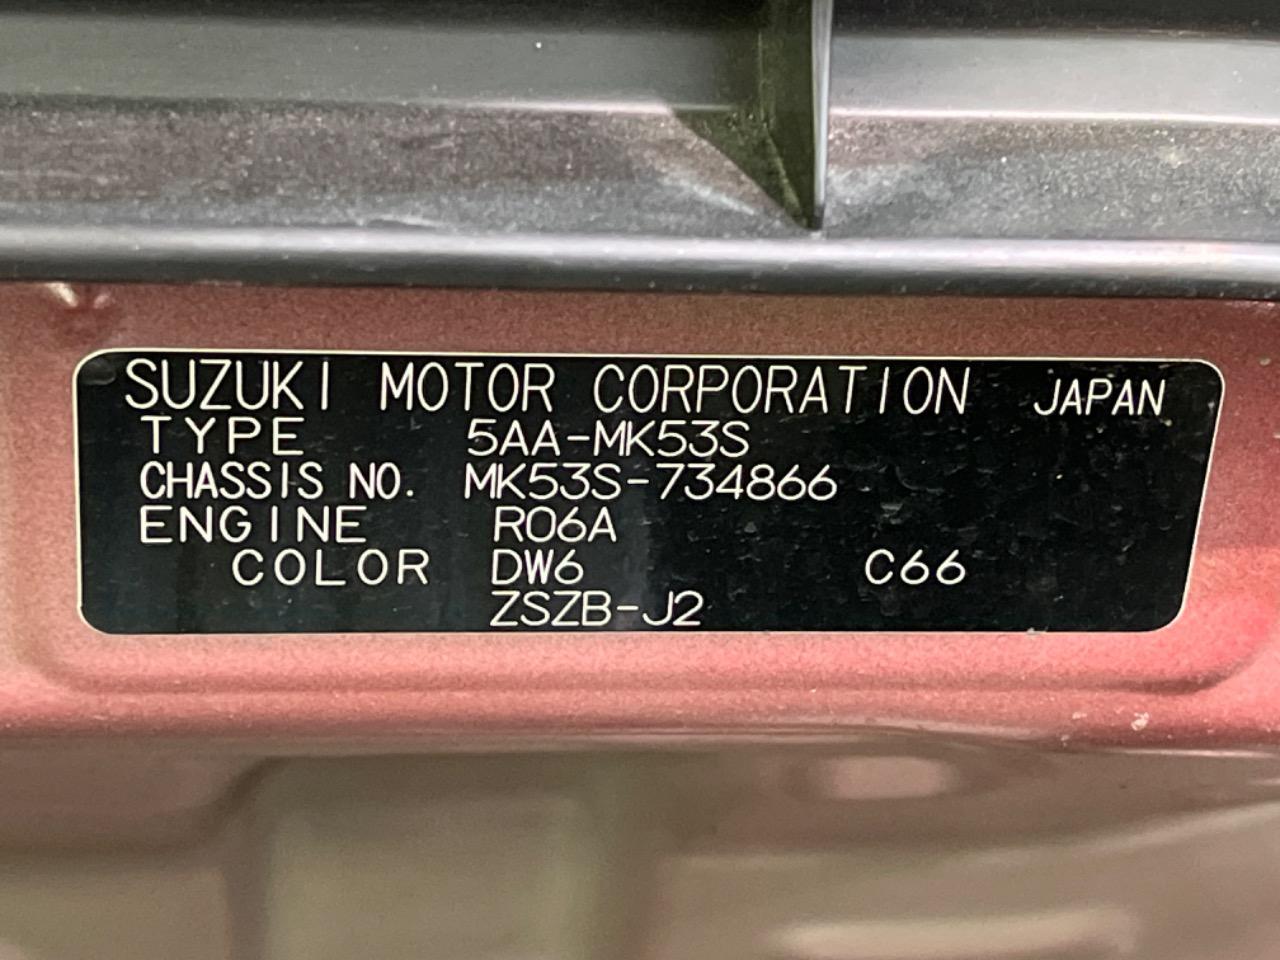 SUZUKI MOTOR CORPORATION JAPAN
TYPE 5AA-MK53S
CHASSIS NO. MK53S-734866
ENGINE R06A
COLOR DW6 C66
ZSZB-J2